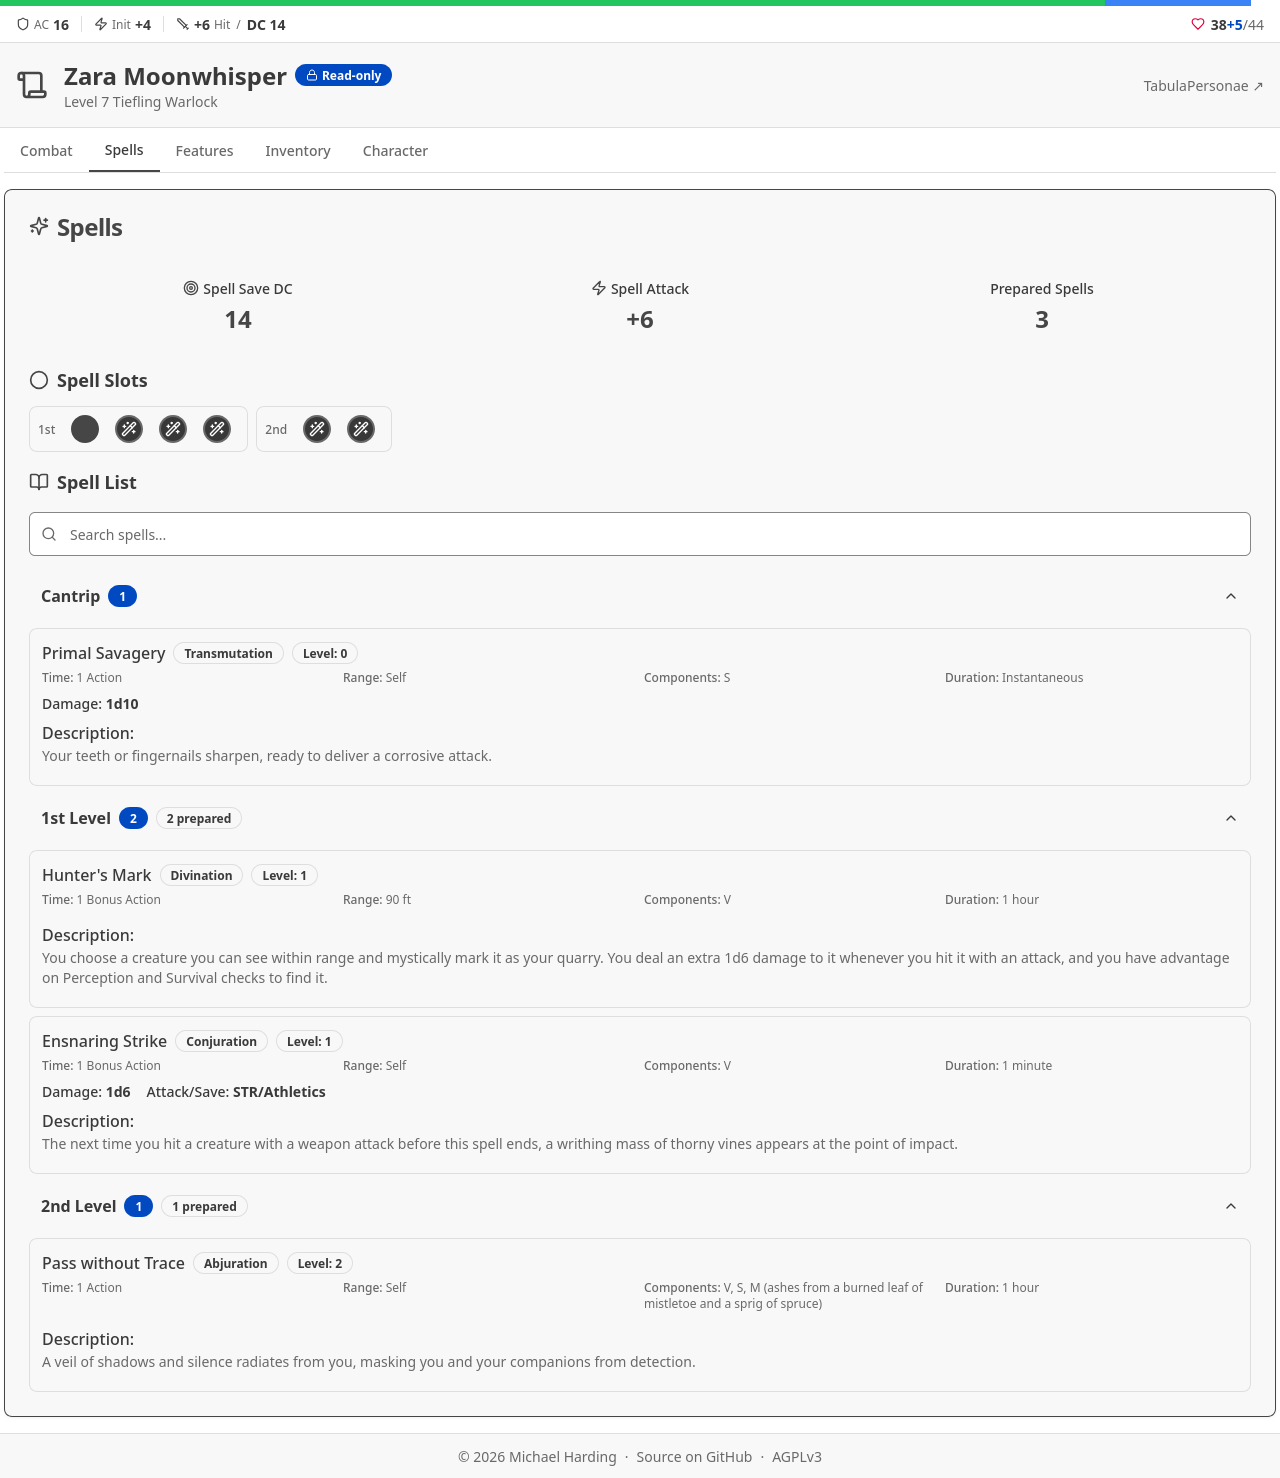 AC 16 Init +4 +6 Hit / DC 14 38+5/44
Zara Moonwhisper Read-only
Level 7 Tiefling Warlock
TabulaPersonae ↗
Combat Spells Features Inventory Character
Spells
Spell Save DC Spell Attack Prepared Spells
14 +6 3
Spell Slots
1st 2nd
Spell List
Search spells...
Cantrip 1
Primal Savagery Transmutation Level: 0
Time: 1 Action Range: Self Components: S Duration: Instantaneous
Damage: 1d10
Description:
Your teeth or fingernails sharpen, ready to deliver a corrosive attack.
1st Level 2 2 prepared
Hunter's Mark Divination Level: 1
Time: 1 Bonus Action Range: 90 ft Components: V Duration: 1 hour
Description:
You choose a creature you can see within range and mystically mark it as your quarry. You deal an extra 1d6 damage to it whenever you hit it with an attack, and you have advantage
on Perception and Survival checks to find it.
Ensnaring Strike Conjuration Level: 1
Time: 1 Bonus Action Range: Self Components: V Duration: 1 minute
Damage: 1d6 Attack/Save: STR/Athletics
Description:
The next time you hit a creature with a weapon attack before this spell ends, a writhing mass of thorny vines appears at the point of impact.
2nd Level 1 1 prepared
Pass without Trace Abjuration Level: 2
Time: 1 Action Range: Self Components: V, S, M (ashes from a burned leaf of Duration: 1 hour
mistletoe and a sprig of spruce)
Description:
A veil of shadows and silence radiates from you, masking you and your companions from detection.
© 2026 Michael Harding · Source on GitHub · AGPLv3